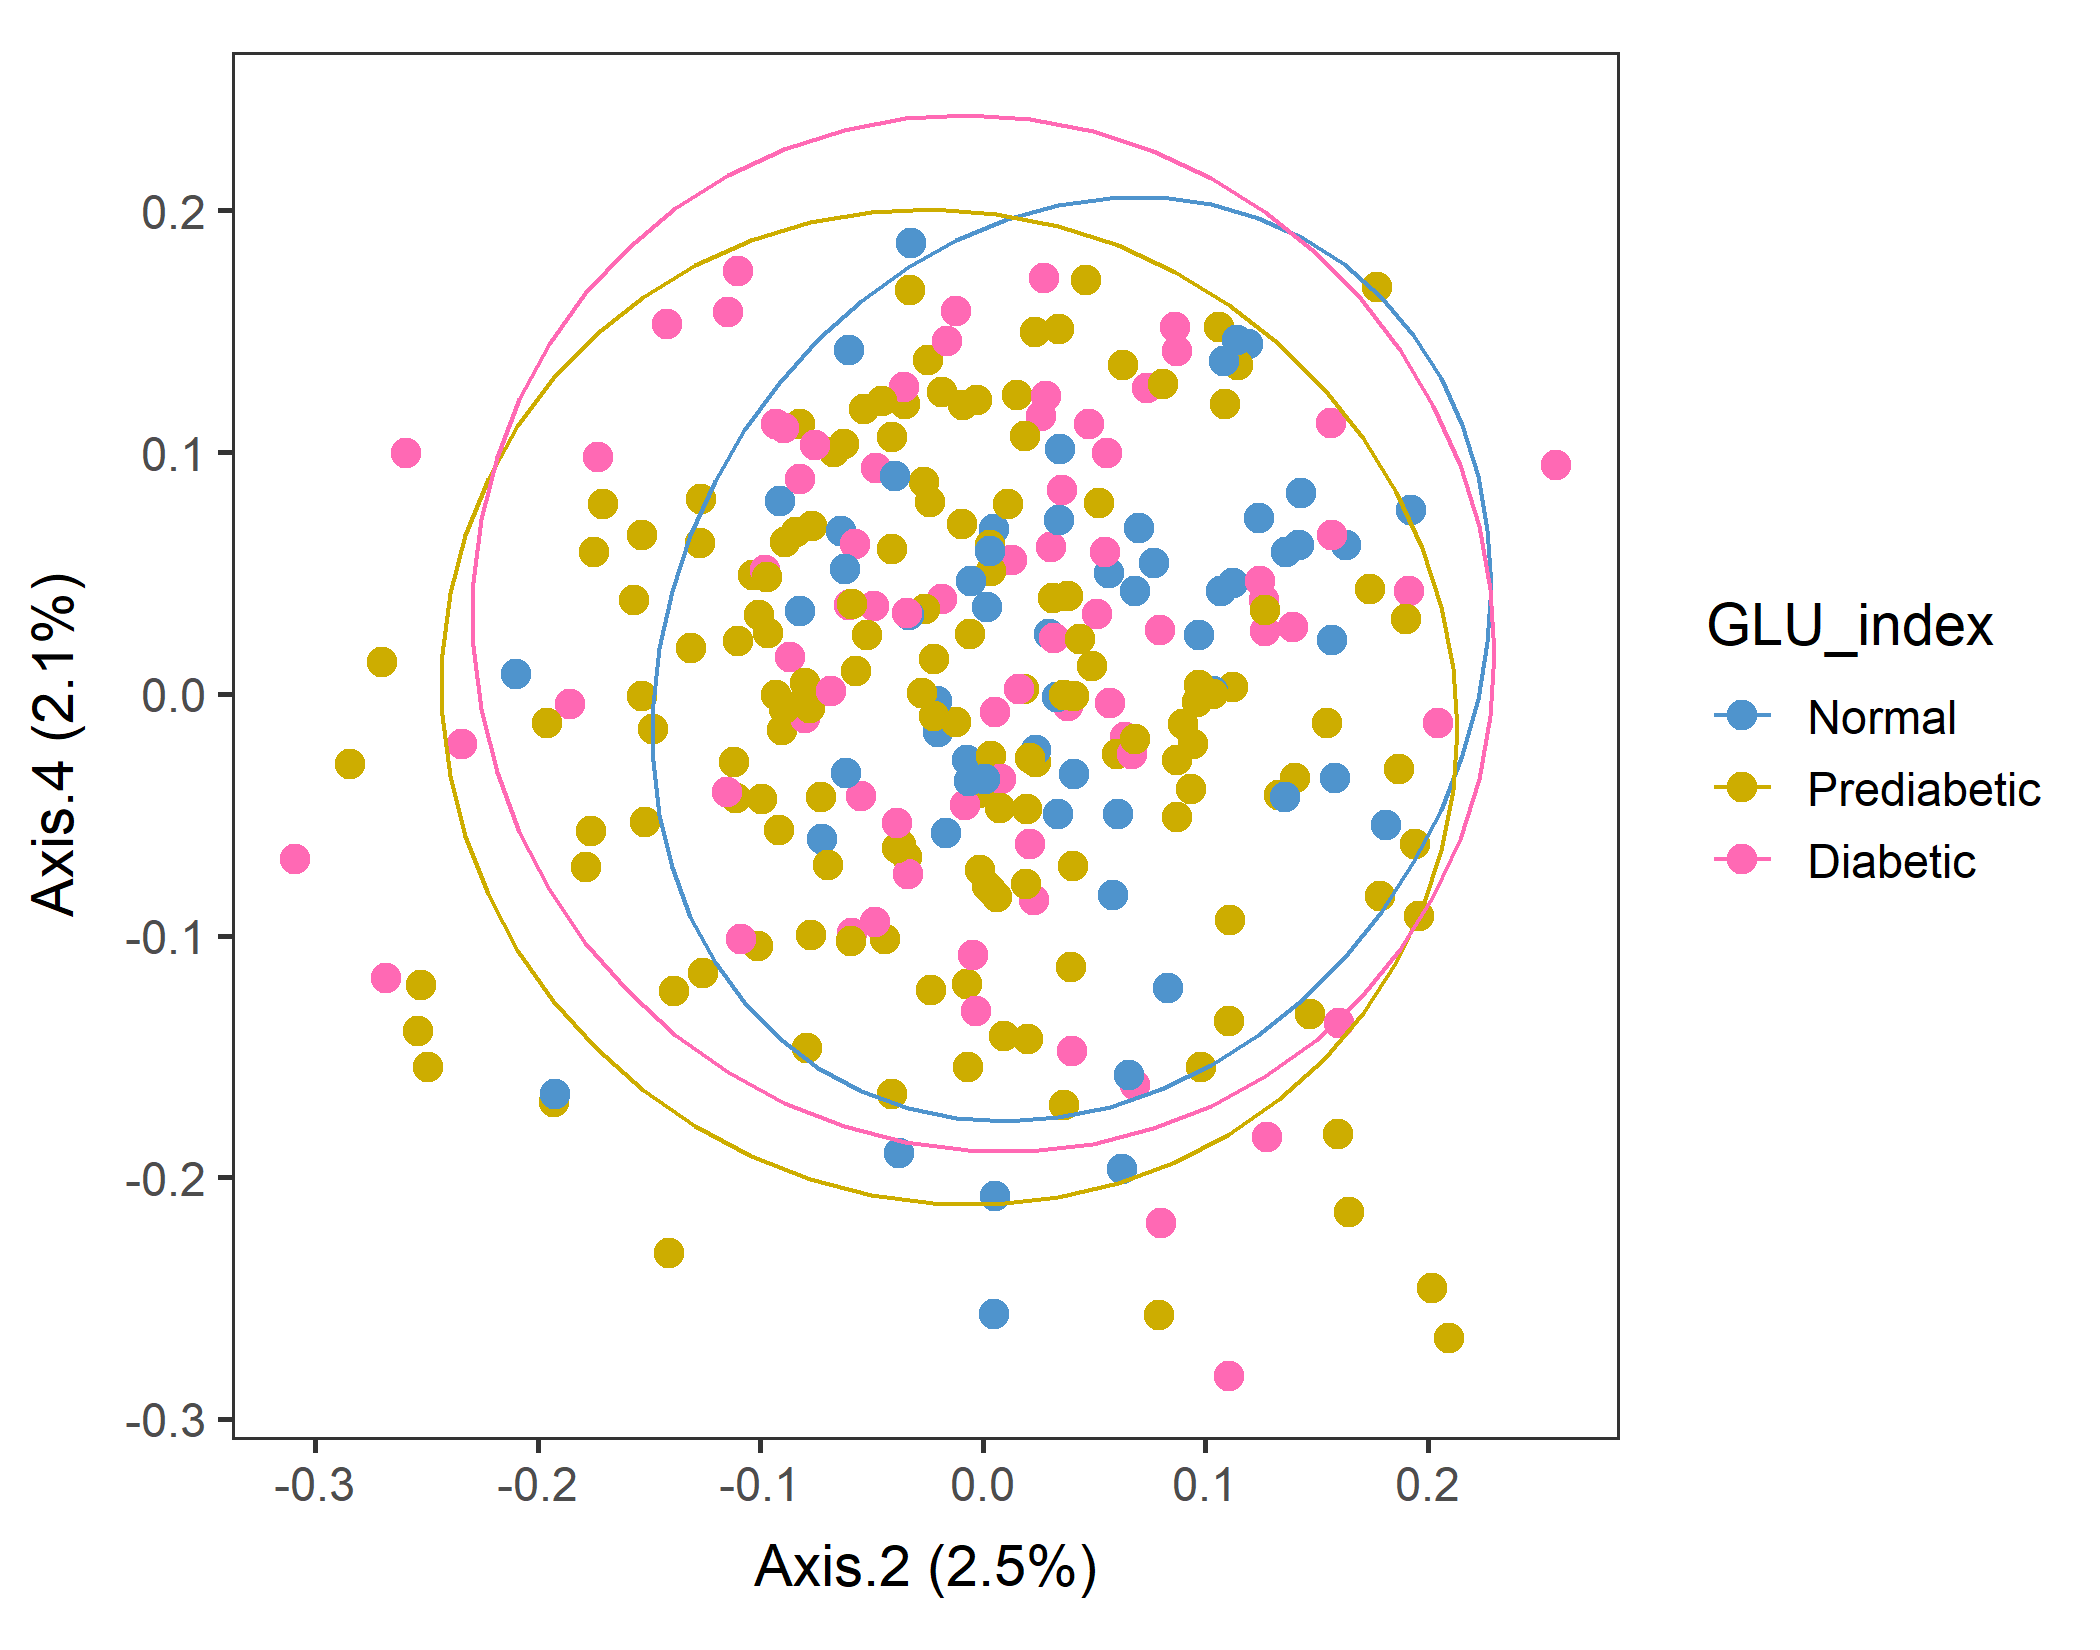 0.2
0.1
0.0
-0.1
-0.2
-0.3
Axis.4 (2.1%)
-0.3 -0.2 -0.1 0.0 0.1 0.2
Axis.2 (2.5%)
GLU_index
Normal
Prediabetic
Diabetic